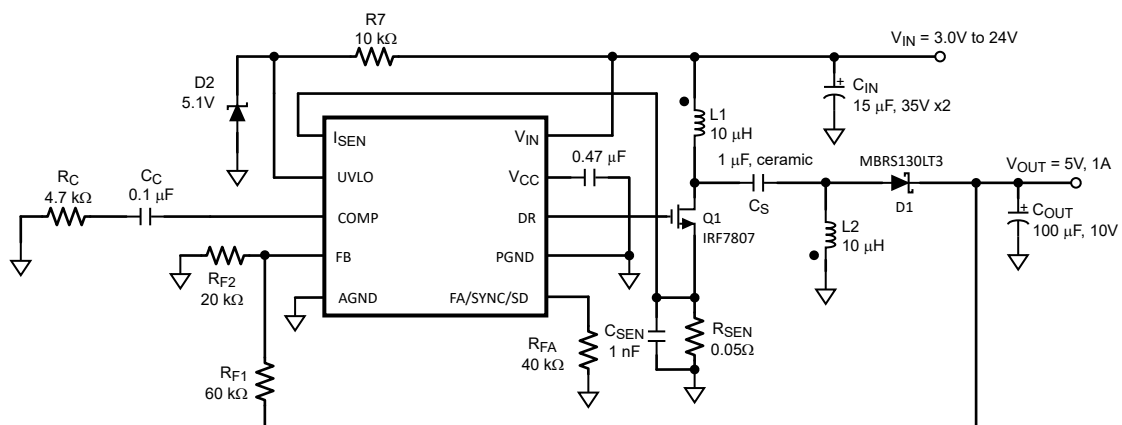 R7
10 kΩ
VIN = 3.0V to 24V
D2
5.1V
CIN
15 μF, 35V x2
L1
10 μH
ISEN
VIN
0.47 μF
1 μF, ceramic
MBRS130LT3
VOUT = 5V, 1A
RC
4.7 kΩ
CC
0.1 μF
UVLO
VCC
CS
D1
COMP
DR
Q1
IRF7807
L2
10 μH
COUT
100 μF, 10V
RF2
20 kΩ
FB
PGND
AGND
FA/SYNC/SD
RFA
40 kΩ
CSEN
1 nF
RSEN
0.05Ω
RF1
60 kΩ